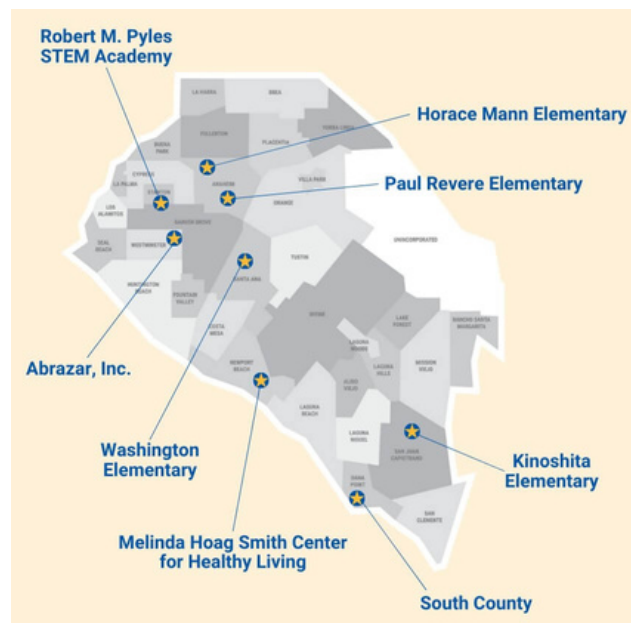 Robert M. Pyles
STEM Academy
LA HABRA
BREA
Horace Mann Elementary
FULLERTON
YORBA LINDA
PLACENTIA
BUENA
PARK
CYPRESS
LA PALMA
ANAHEIM
VILLA PARK
Paul Revere Elementary
STANTON
ORANGE
LOS
ALAMITOS
GARDEN GROVE
UNINCORPORATED
SEAL
BEACH
WESTMINSTER
TUSTIN
SANTA ANA
HUNTINGTON
BEACH
FOUNTAIN
VALLEY
IRVINE
COSTA
MESA
LAKE
FOREST
RANCHO SANTA
MARGARITA
LAGUNA
WOODS
NEWPORT
BEACH
LAGUNA
HILLS
MISSION
VIEJO
Abrazar, Inc.
ALISO
VIEJO
LAGUNA
BEACH
LAGUNA
NIGUEL
Washington
Elementary
SAN JUAN
CAPISTRANO
Kinoshita
Elementary
DANA
POINT
SAN
CLEMENTE
Melinda Hoag Smith Center
for Healthy Living
South County